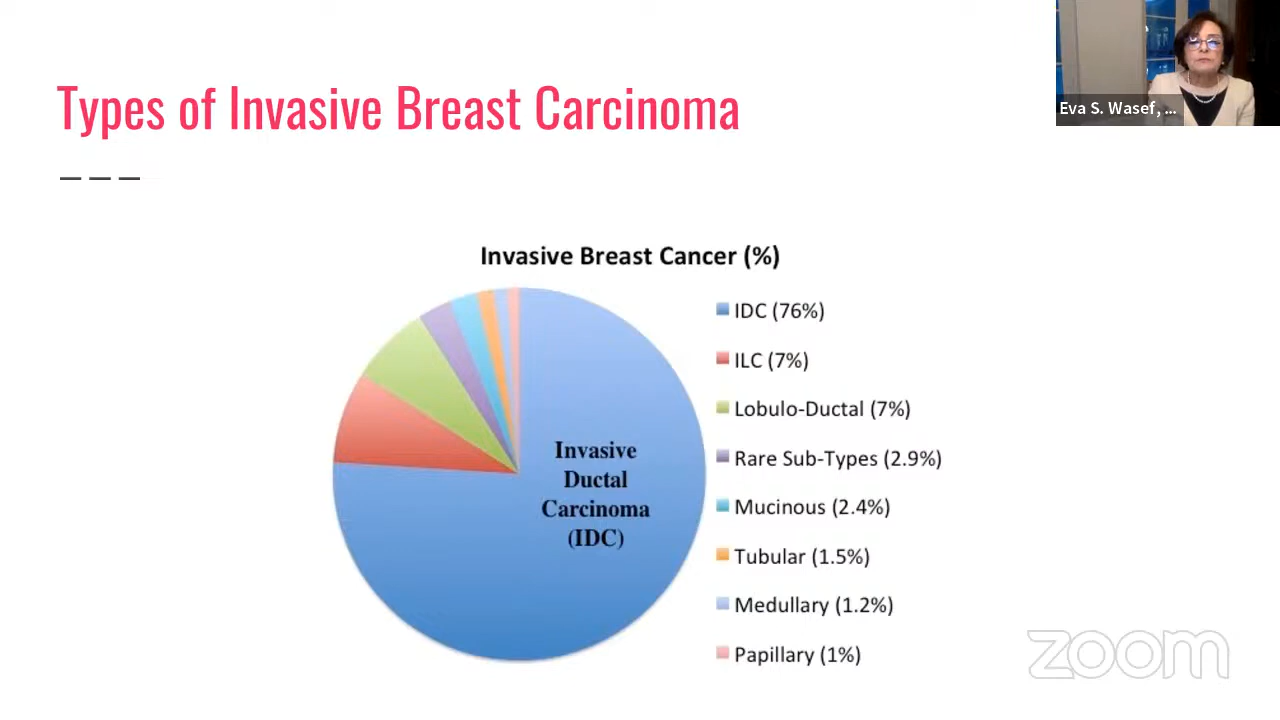 Eva S. Wasef, ...
Types of Invasive Breast Carcinoma
Invasive Breast Cancer (%)
Invasive
Ductal
Carcinoma
(IDC)
IDC (76%)
ILC (7%)
Lobulo-Ductal (7%)
Rare Sub-Types (2.9%)
Mucinous (2.4%)
Tubular (1.5%)
Medullary (1.2%)
Papillary (1%)
zoom